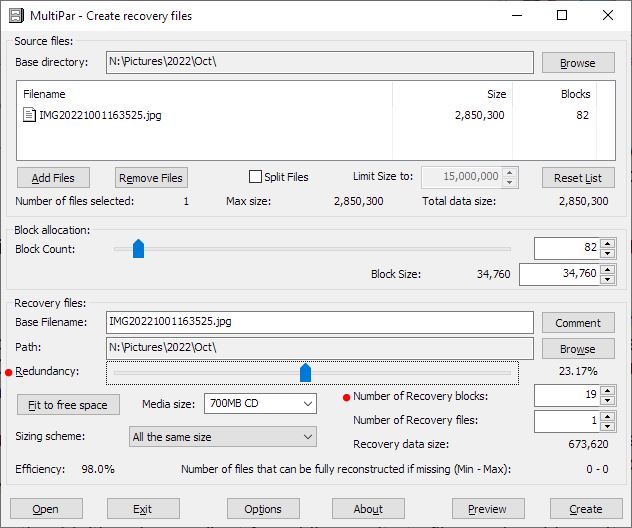 MultiPar - Create recovery files
Source files:
Base directory: N:\Pictures\2022\Oct\ Browse
Filename Size Blocks
IMG20221001163525.jpg 2,850,300 82
Add Files Remove Files Split Files Limit Size to: 15,000,000 Reset List
Number of files selected: 1 Max size: 2,850,300 Total data size: 2,850,300
Block allocation:
Block Count: 82
Block Size: 34,760 34,760
Recovery files:
Base Filename: IMG20221001163525.jpg Comment
Path: N:\Pictures\2022\Oct\ Browse
Redundancy: 23.17%
Fit to free space Media size: 700MB CD Number of Recovery blocks: 19
Number of Recovery files: 1
Sizing scheme: All the same size Recovery data size: 673,620
Efficiency: 98.0% Number of files that can be fully reconstructed if missing (Min - Max): 0 - 0
Open Exit Options About Preview Create